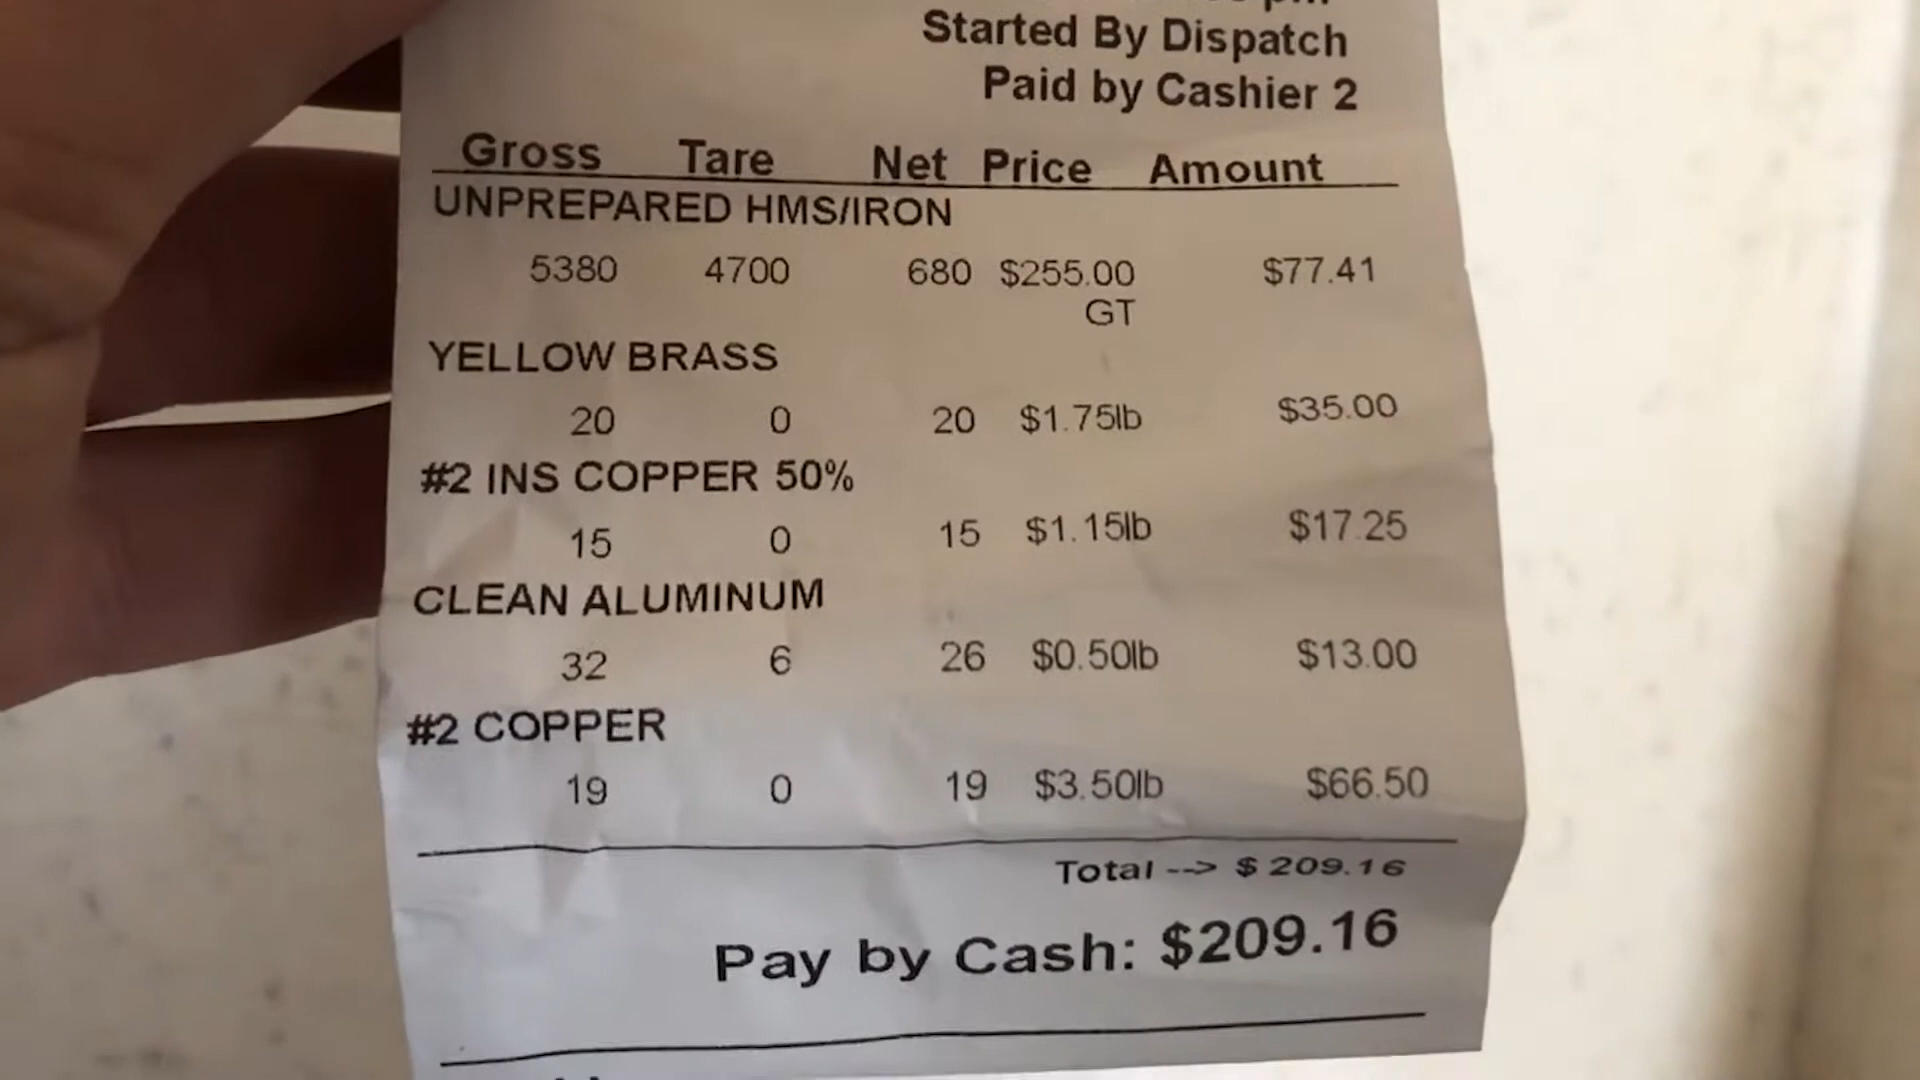 Started By Dispatch
Paid by Cashier 2
Gross Tare Net Price Amount
UNPREPARED HMS/IRON
5380 4700 680 $255.00 $77.41
GT
YELLOW BRASS
20 0 20 $1.75lb $35.00
#2 INS COPPER 50%
15 0 15 $1.15lb $17.25
CLEAN ALUMINUM
32 6 26 $0.50lb $13.00
#2 COPPER
19 0 19 $3.50lb $66.50
Total --> $ 209.16
Pay by Cash: $209.16